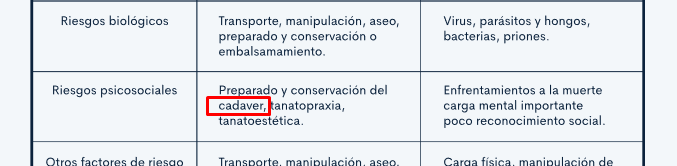 Riesgos biológicos
Transporte, manipulación, aseo,
preparado y conservación o
embalsamamiento.
Virus, parásitos y hongos,
bacterias, priones.
Riesgos psicosociales
Preparado y conservación del
cadaver, tanatopraxia,
tanatoestética.
Enfrentamientos a la muerte
carga mental importante
poco reconocimiento social.
Otros factores de riesgo
Transporte, manipulación, aseo,
Carga física, manipulación de